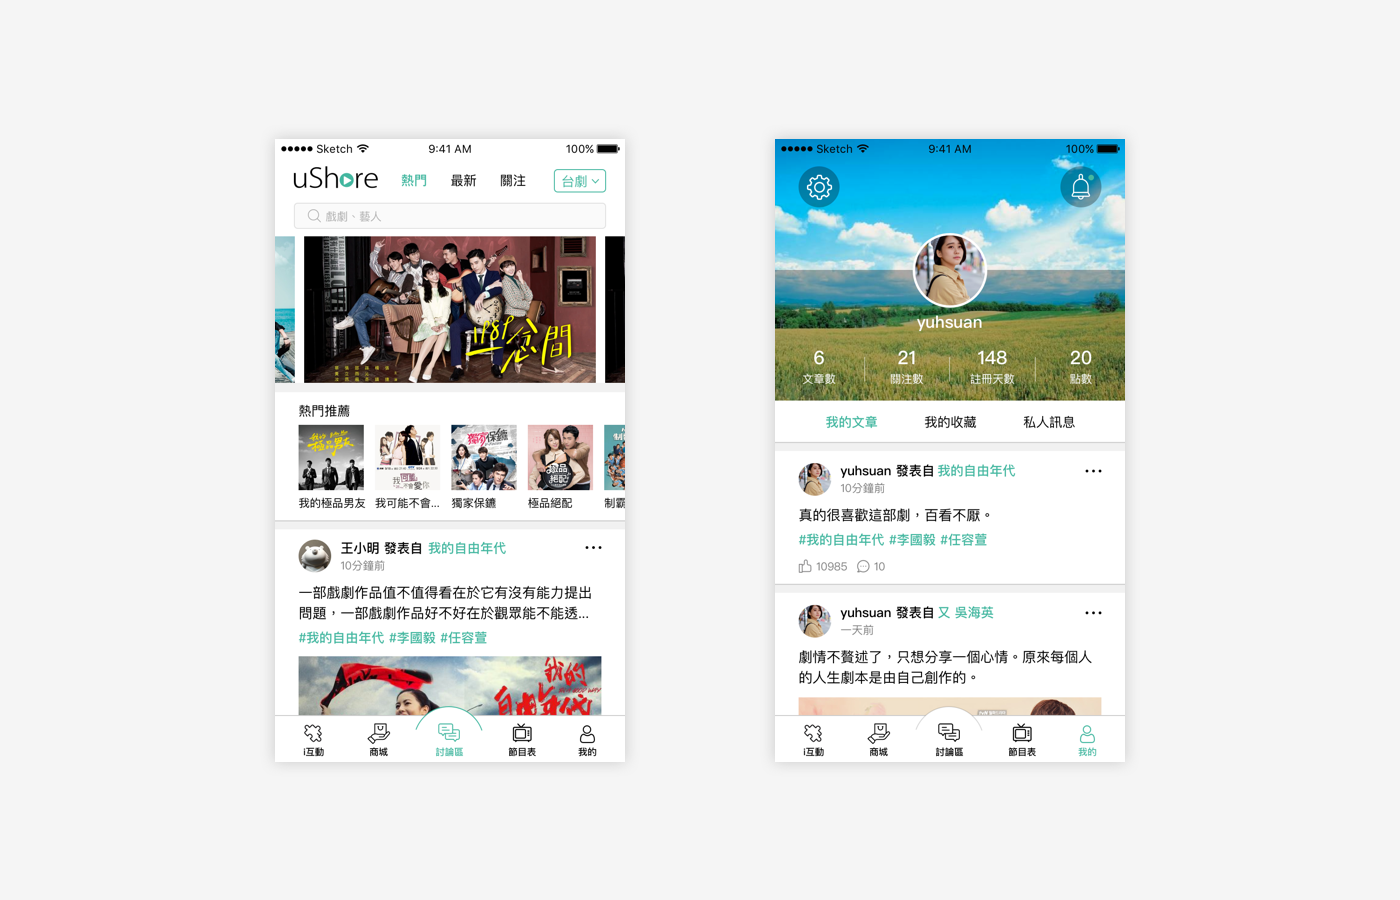 Sketch 9:41 AM 100%
uShare 熱門 最新 關注 台劇
戲劇、藝人
1989 一念間
熱門推薦
我的極品男友 我可能不會... 獨家保鑣 極品絕配 制霸
王小明 發表自 我的自由年代
10分鐘前
一部戲劇作品值不值得看在於它有沒有能力提出
問題，一部戲劇作品好不好在於觀眾能不能透...
#我的自由年代 #李國毅 #任容萱
我的
自由年代
i互動 商城 討論區 節目表 我的
Sketch 9:41 AM 100%
yuhsuan
6 21 148 20
文章數 關注數 註冊天數 點數
我的文章 我的收藏 私人訊息
yuhsuan 發表自 我的自由年代
10分鐘前
真的很喜歡這部劇，百看不厭。
#我的自由年代 #李國毅 #任容萱
10985 10
yuhsuan 發表自 又 吳海英
一天前
劇情不贅述了，只想分享一個心情。原來每個人
的人生劇本是由自己創作的。
i互動 商城 討論區 節目表 我的